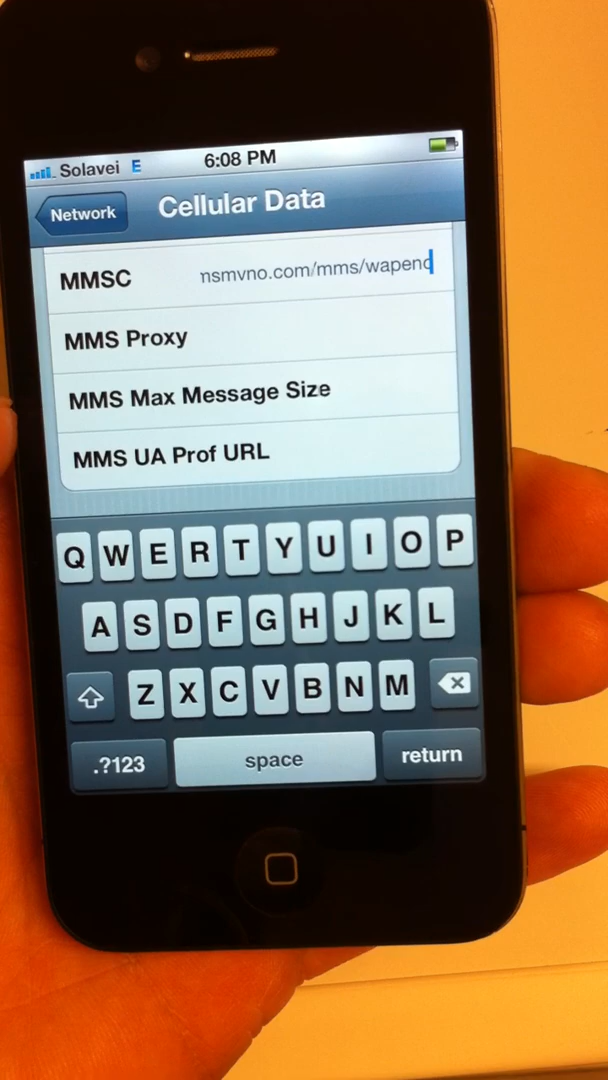 Solavei E 6:08 PM
Network Cellular Data
MMSC nsmvno.com/mms/wapenc
MMS Proxy
MMS Max Message Size
MMS UA Prof URL
Q W E R T Y U I O P
A S D F G H J K L
Z X C V B N M
.?123 space return